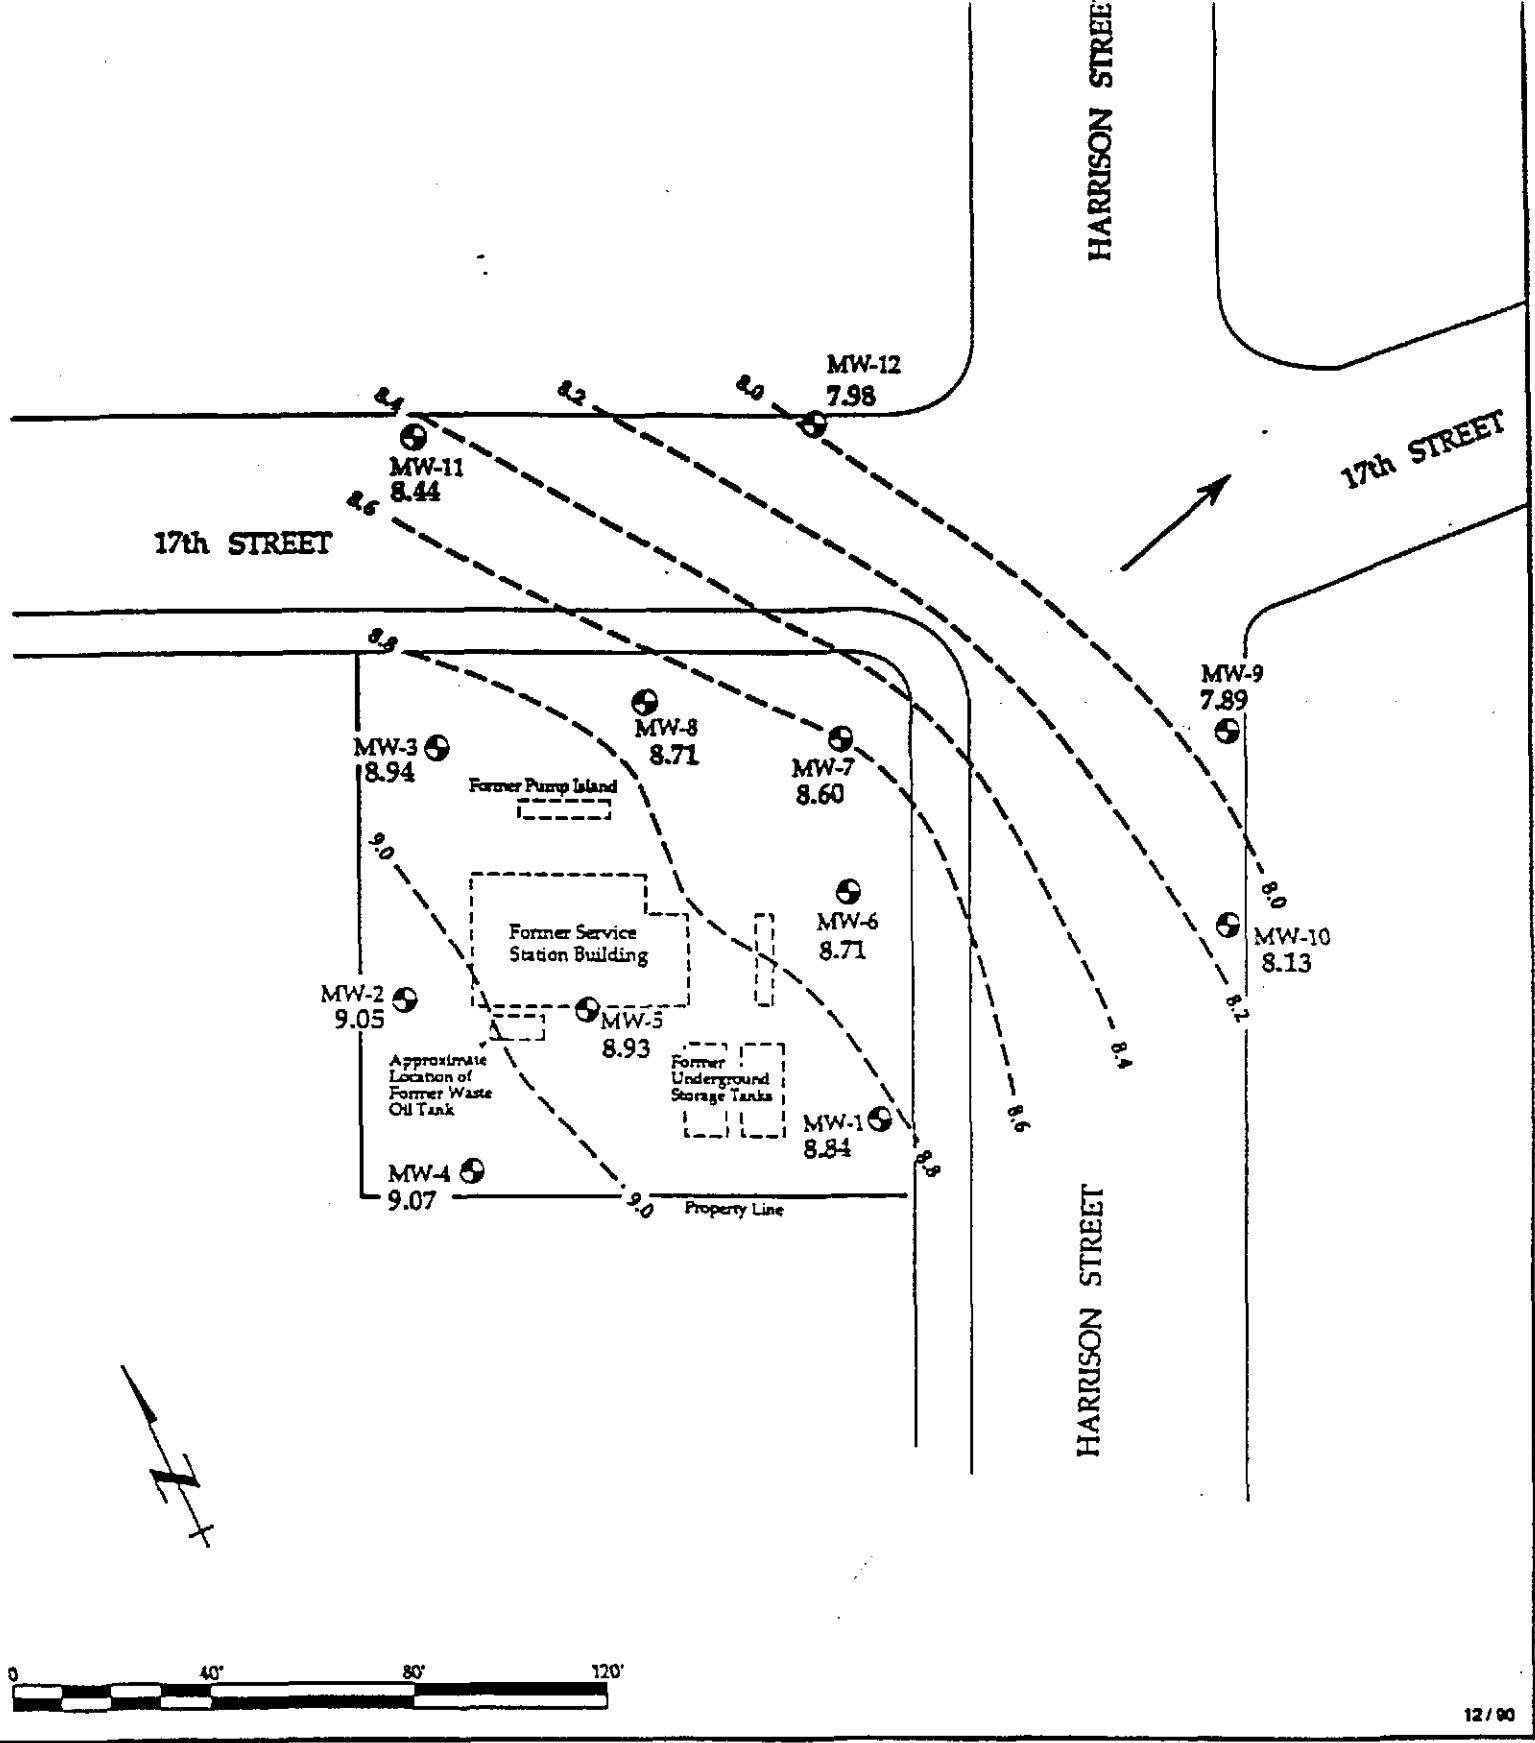 HARRISON STREE
MW-12
7.98
8.4
8.2
8.0
MW-11
8.44
8.6
17th STREET
17th STREET
8.8
MW-9
7.89
MW-8
8.71
MW-3
8.94
MW-7
8.60
Former Pump Island
9.0
8.0
MW-6
8.71
Former Service
Station Building
MW-10
8.13
MW-2
9.05
8.2
MW-5
8.93
8.4
Approximate
Location of
Former Waste
Oil Tank
Former
Underground
Storage Tanks
8.6
MW-1
8.84
8.8
MW-4
9.07
9.0
Property Line
HARRISON STREET
N
0 40' 80' 120'
12/90